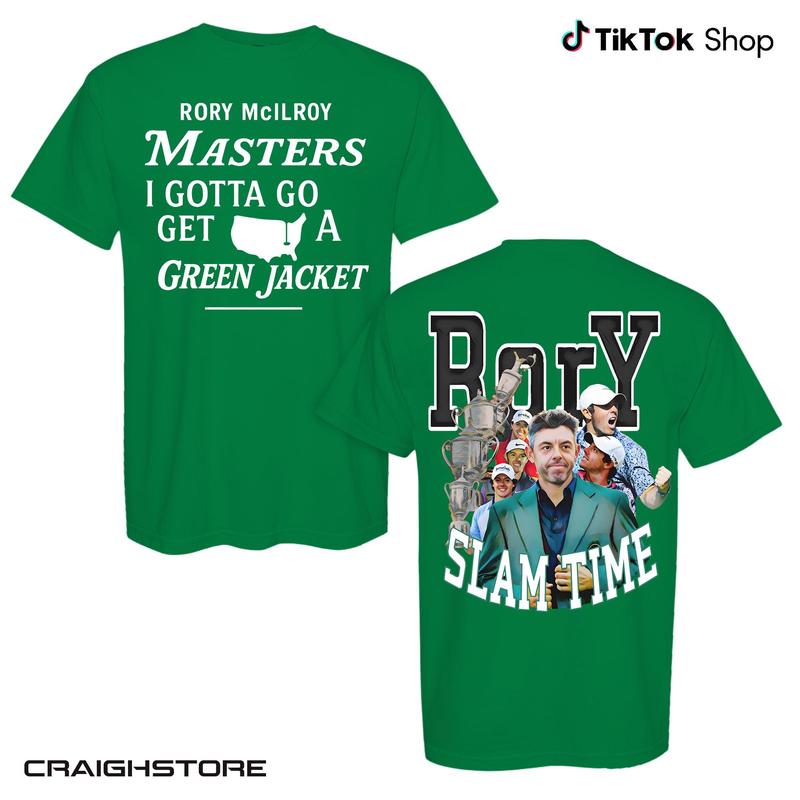 TikTok Shop
RORY McILROY
MASTERS
I GOTTA GO
GET A
GREEN JACKET
RorY
SLAM TIME
CRAIGHSTORE